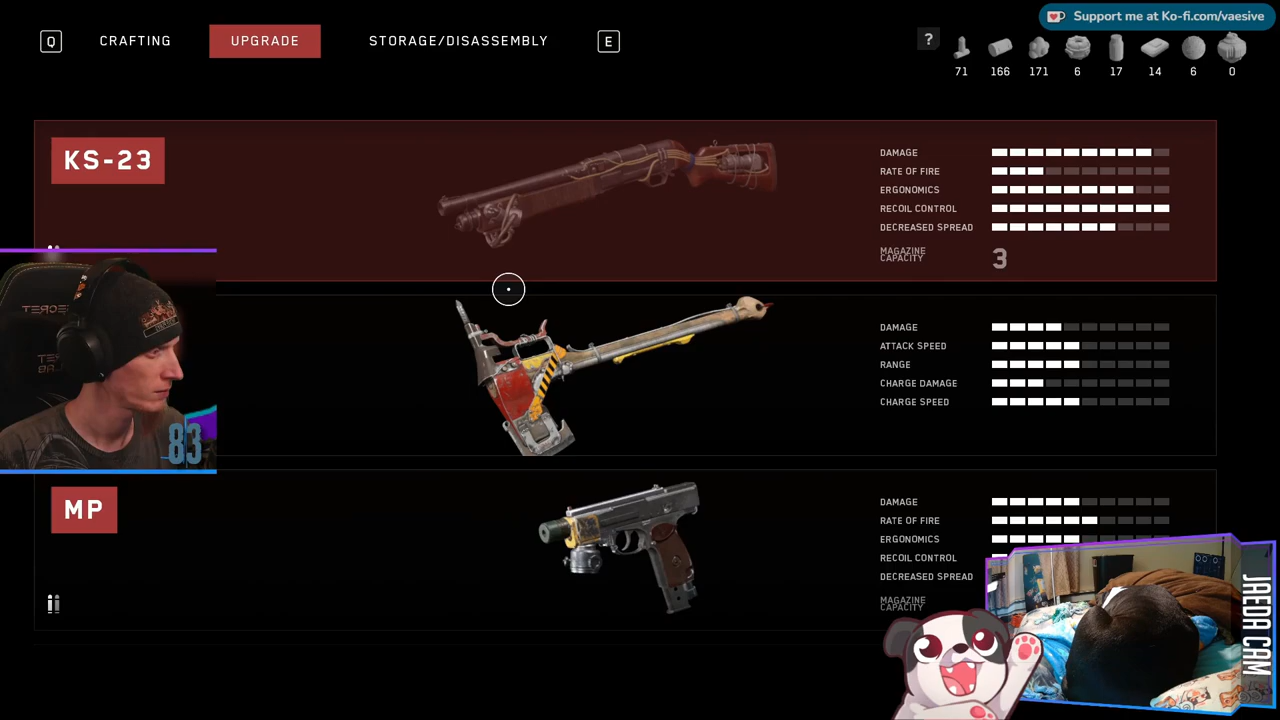 Support me at Ko-fi.com/vaesive
Q CRAFTING UPGRADE STORAGE/DISASSEMBLY E ?
71 166 171 6 17 14 6 0
KS-23
DAMAGE
RATE OF FIRE
ERGONOMICS
RECOIL CONTROL
DECREASED SPREAD
MAGAZINE
CAPACITY
3
DAMAGE
ATTACK SPEED
RANGE
CHARGE DAMAGE
CHARGE SPEED
83
MP
DAMAGE
RATE OF FIRE
ERGONOMICS
RECOIL CONTROL
DECREASED SPREAD
MAGAZINE
CAPACITY
JAEDA CAM